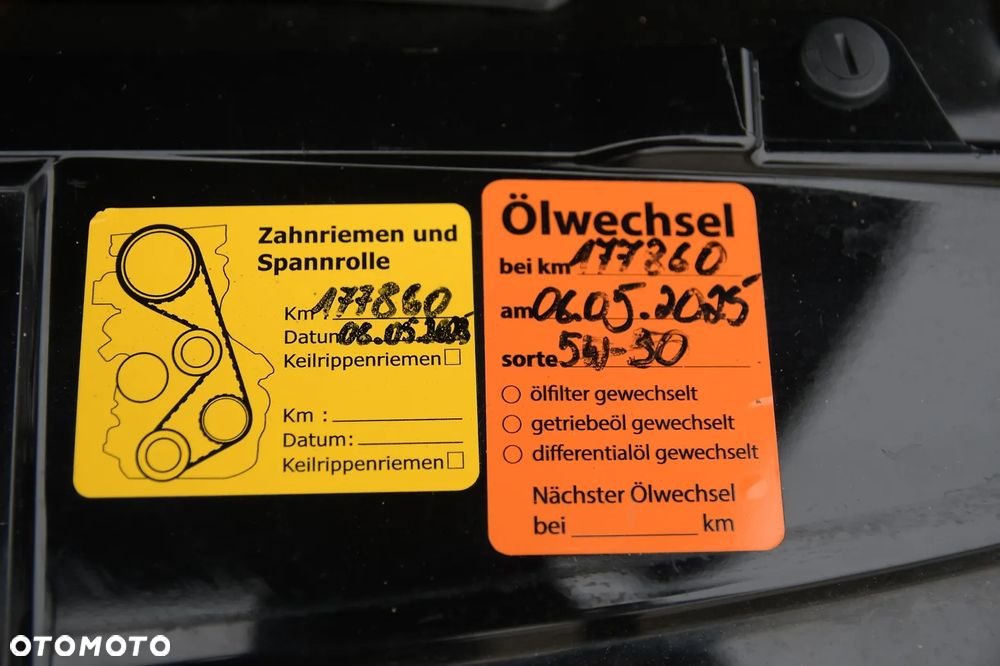 Zahnriemen und
Spannrolle
Km 177860
Datum 06.05.2025
Keilrippenriemen
Km :
Datum:
Keilrippenriemen
Ölwechsel
bei km 177860
am 06.05.2025
sorte 5W-30
ölfilter gewechselt
getriebeöl gewechselt
differentialöl gewechselt
Nächster Ölwechsel
bei km
OTOMOTO